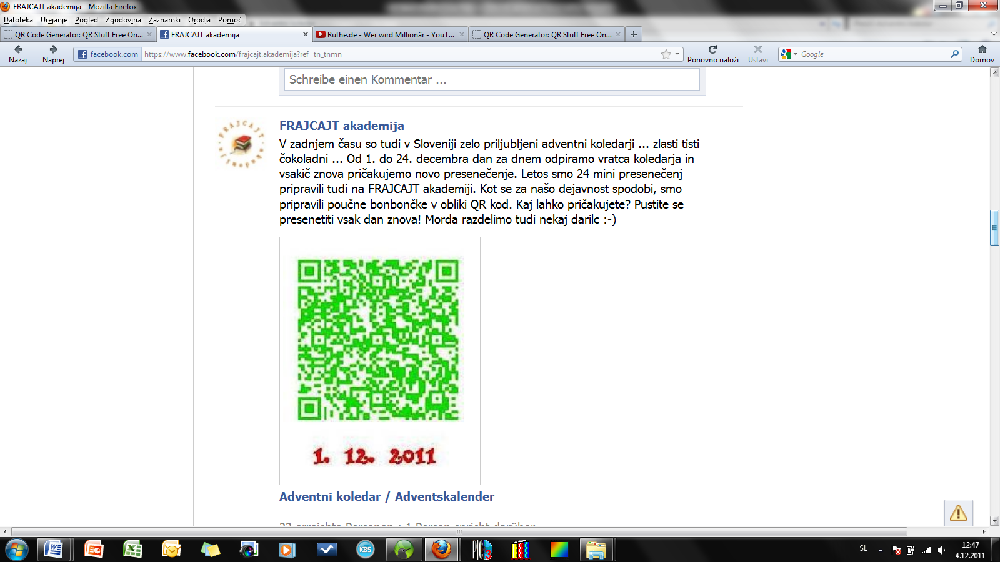 FRAJCAJT akademija - Mozilla Firefox
Datoteka Urejanje Pogled Zgodovina Zaznamki Orodja Pomoč
QR Code Generator: QR Stuff Free On...
FRAJCAJT akademija
Ruthe.de - Wer wird Millionär - YouT...
QR Code Generator: QR Stuff Free On...
Nazaj
Naprej
facebook.com
https://www.facebook.com/frajcajt.akademija?ref=tn_tnmn
Ponovno naloži
Ustavi
Google
Domov
Schreibe einen Kommentar ...
FRAJCAJT akademija
V zadnjem času so tudi v Sloveniji zelo priljubljeni adventni koledarji ... zlasti tisti
čokoladni ... Od 1. do 24. decembra dan za dnem odpiramo vratca koledarja in
vsakič znova pričakujemo novo presenečenje. Letos smo 24 mini presenečenj
pripravili tudi na FRAJCAJT akademiji. Kot se za našo dejavnost spodobi, smo
pripravili poučne bonbončke v obliki QR kod. Kaj lahko pričakujete? Pustite se
presenetiti vsak dan znova! Morda razdelimo tudi nekaj darilc :-)
1. 12. 2011
Adventni koledar / Adventskalender
22 erreichte Personen · 1 Person spricht darüber
SL
12:47
4.12.2011